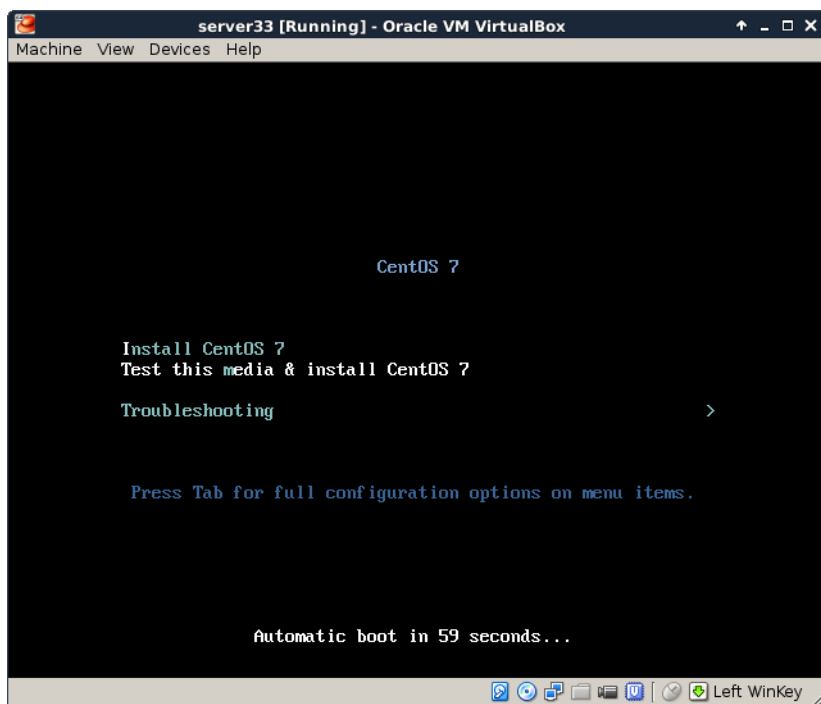 server33 [Running] - Oracle VM VirtualBox
Machine View Devices Help
CentOS 7
Install CentOS 7
Test this media & install CentOS 7
Troubleshooting >
Press Tab for full configuration options on menu items.
Automatic boot in 59 seconds...
Left WinKey